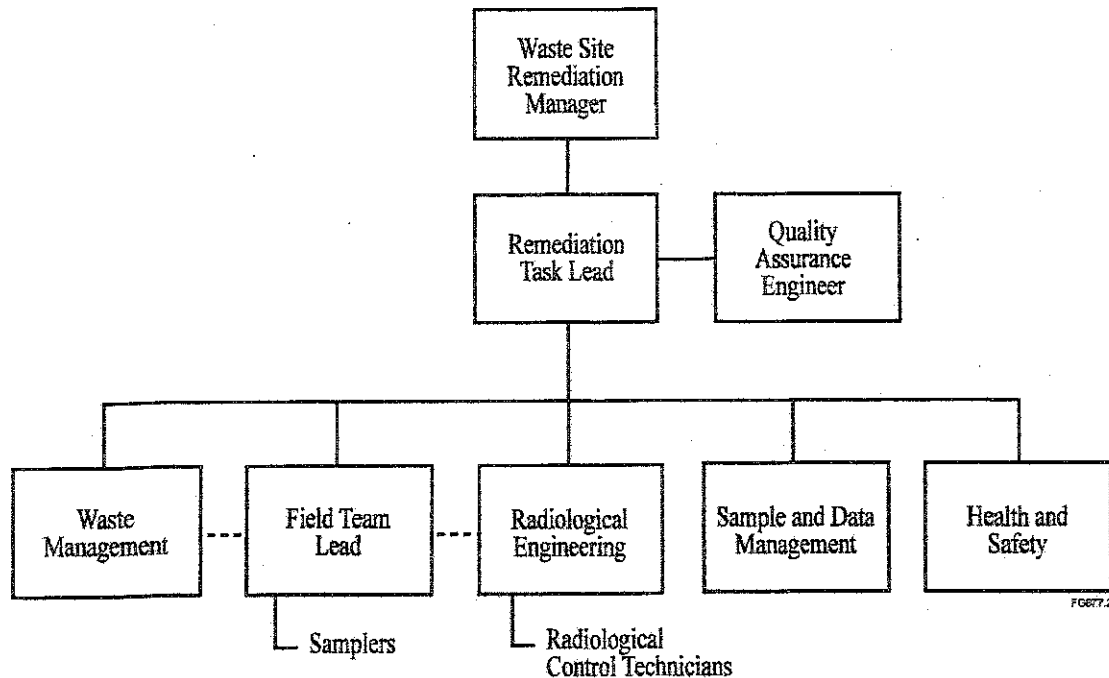 Waste Site
Remediation
Manager
Remediation
Task Lead
Quality
Assurance
Engineer
Waste
Management
Field Team
Lead
Radiological
Engineering
Sample and Data
Management
Health and
Safety
Samplers
Radiological
Control Technicians